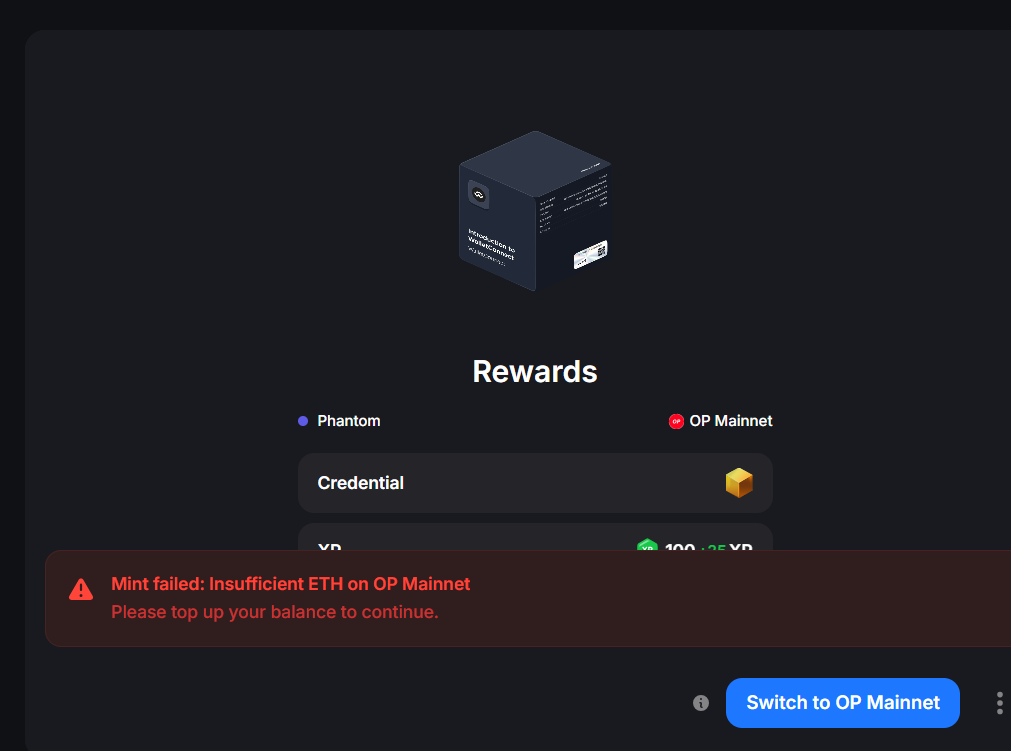 Introduction to
WalletConnect
Rewards
Phantom
OP OP Mainnet
Credential
XP
XP 100 +25 XP
Mint failed: Insufficient ETH on OP Mainnet
Please top up your balance to continue.
Switch to OP Mainnet